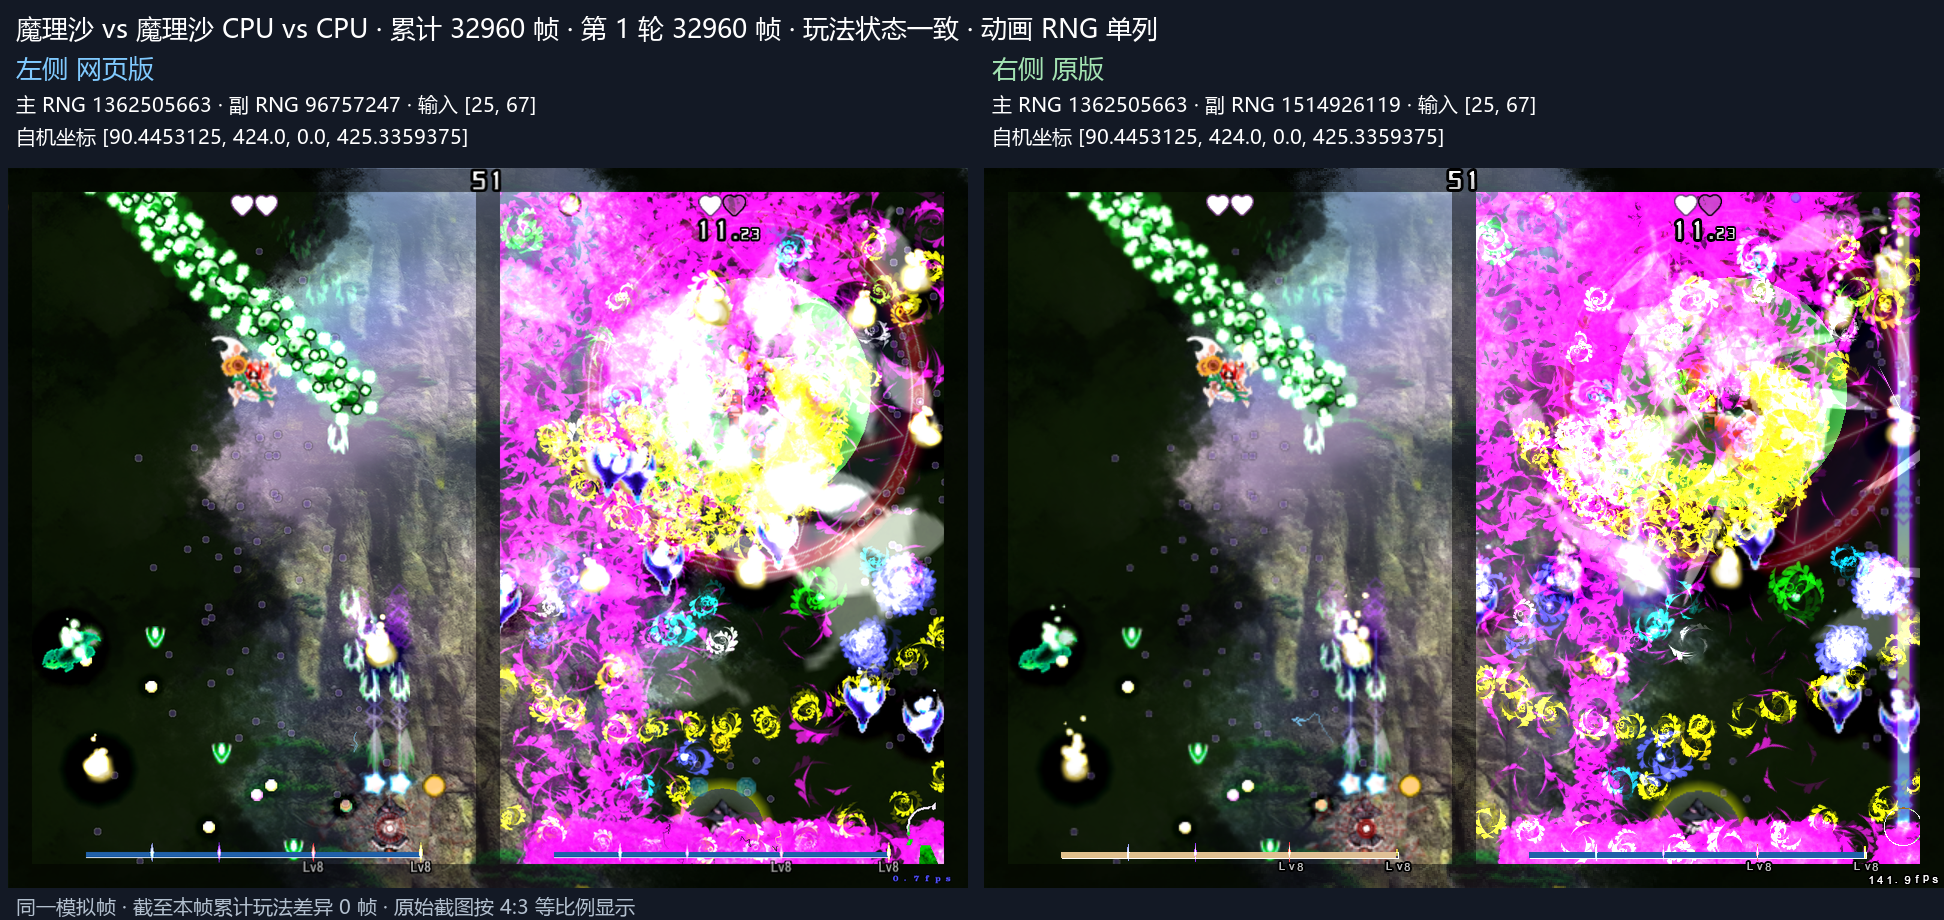 魔理沙 vs 魔理沙 CPU vs CPU · 累计 32960 帧 · 第 1 轮 32960 帧 · 玩法状态一致 · 动画 RNG 单列
左侧 网页版
主 RNG 1362505663 · 副 RNG 96757247 · 输入 [25, 67]
自机坐标 [90.4453125, 424.0, 0.0, 425.3359375]
右侧 原版
主 RNG 1362505663 · 副 RNG 1514926119 · 输入 [25, 67]
自机坐标 [90.4453125, 424.0, 0.0, 425.3359375]
51
11.23
Lv8
Lv8
Lv8
Lv8
0.7fps
51
11.23
Lv8
Lv8
Lv8
Lv8
141.9fps
同一模拟帧 · 截至本帧累计玩法差异 0 帧 · 原始截图按 4:3 等比例显示